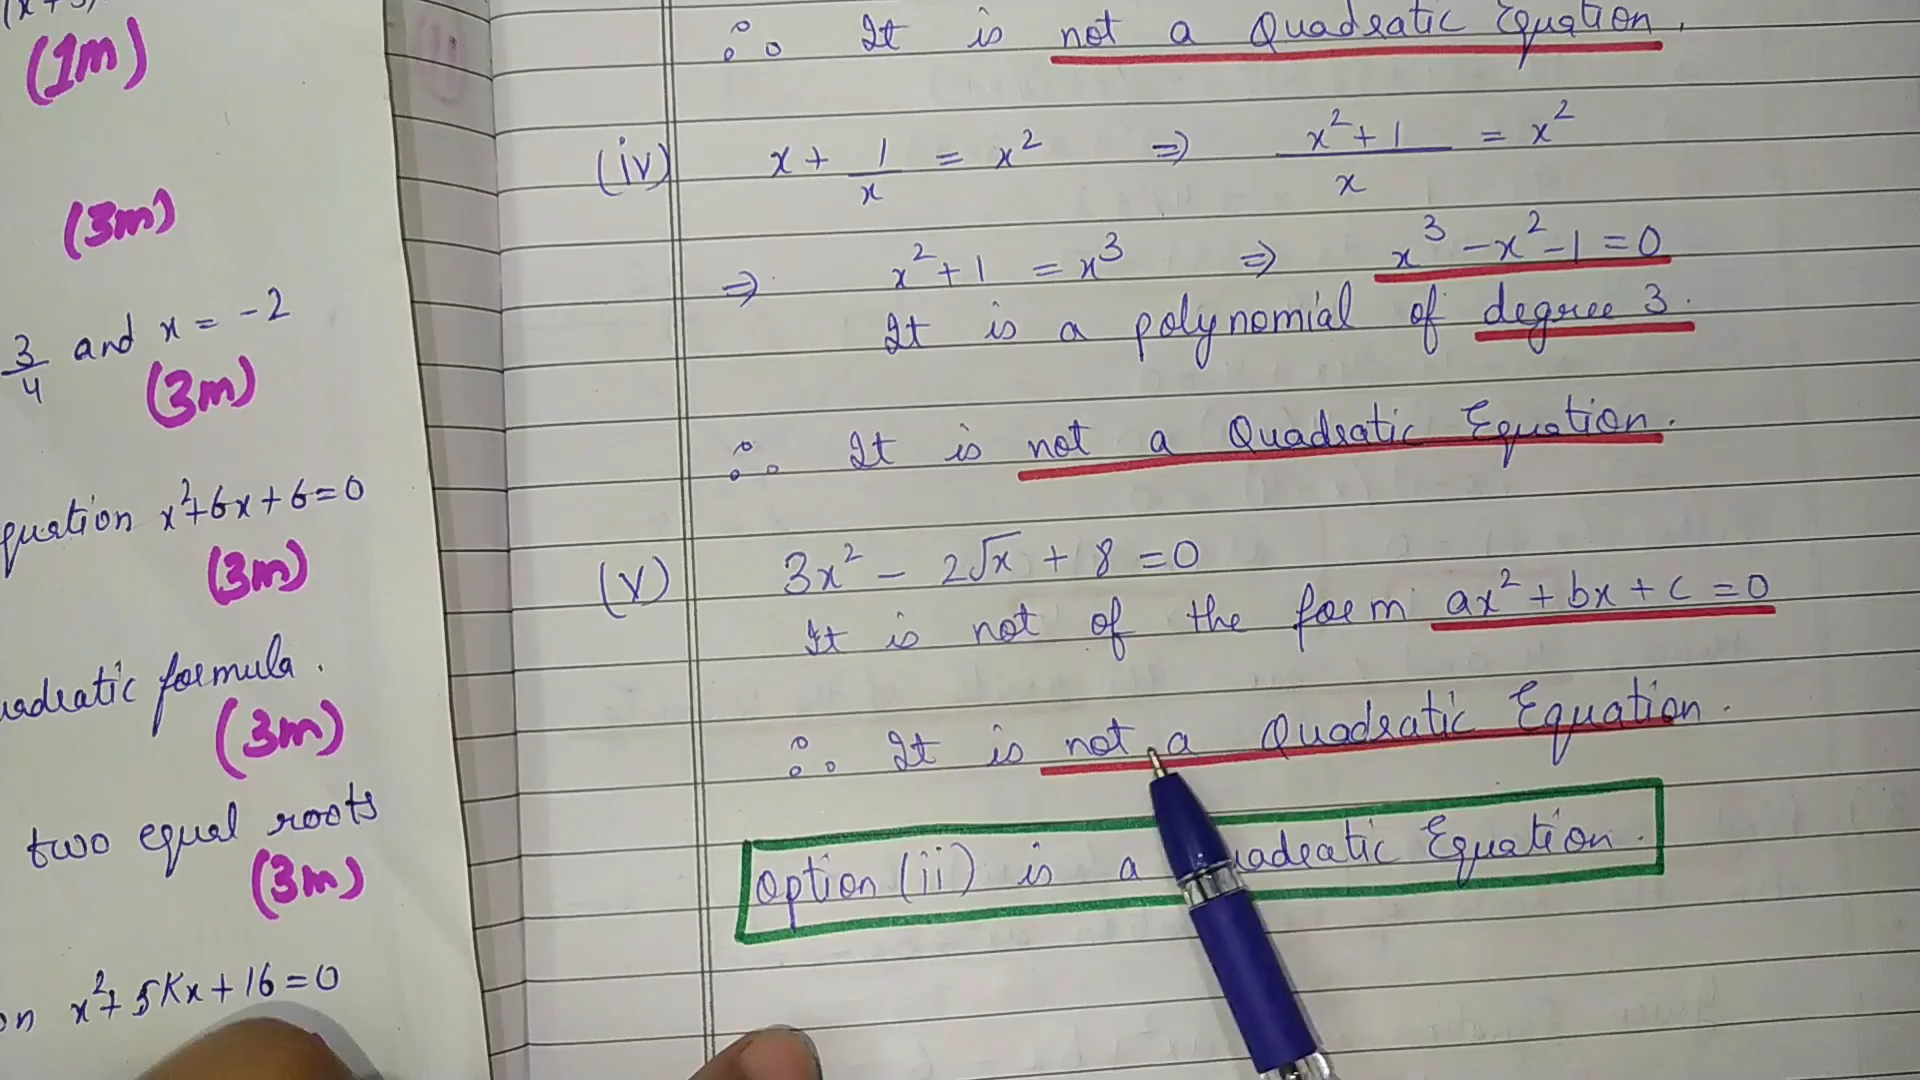 (1m)
(3m)
3/4 and x = -2
(3m)
equation x²+6x+6=0
(3m)
quadratic formula.
(3m)
two equal roots
(3m)
on x²+5Kx+16=0
∴ It is not a Quadratic Equation.
(iv) x + 1/x = x² ⇒ x²+1/x = x²
⇒ x²+1 = x³ ⇒ x³-x²-1=0
It is a polynomial of degree 3.
∴ It is not a Quadratic Equation.
(v) 3x² - 2√x + 8 = 0
It is not of the form ax²+bx+c=0
∴ It is not a Quadratic Equation.
option (ii) is a Quadratic Equation.